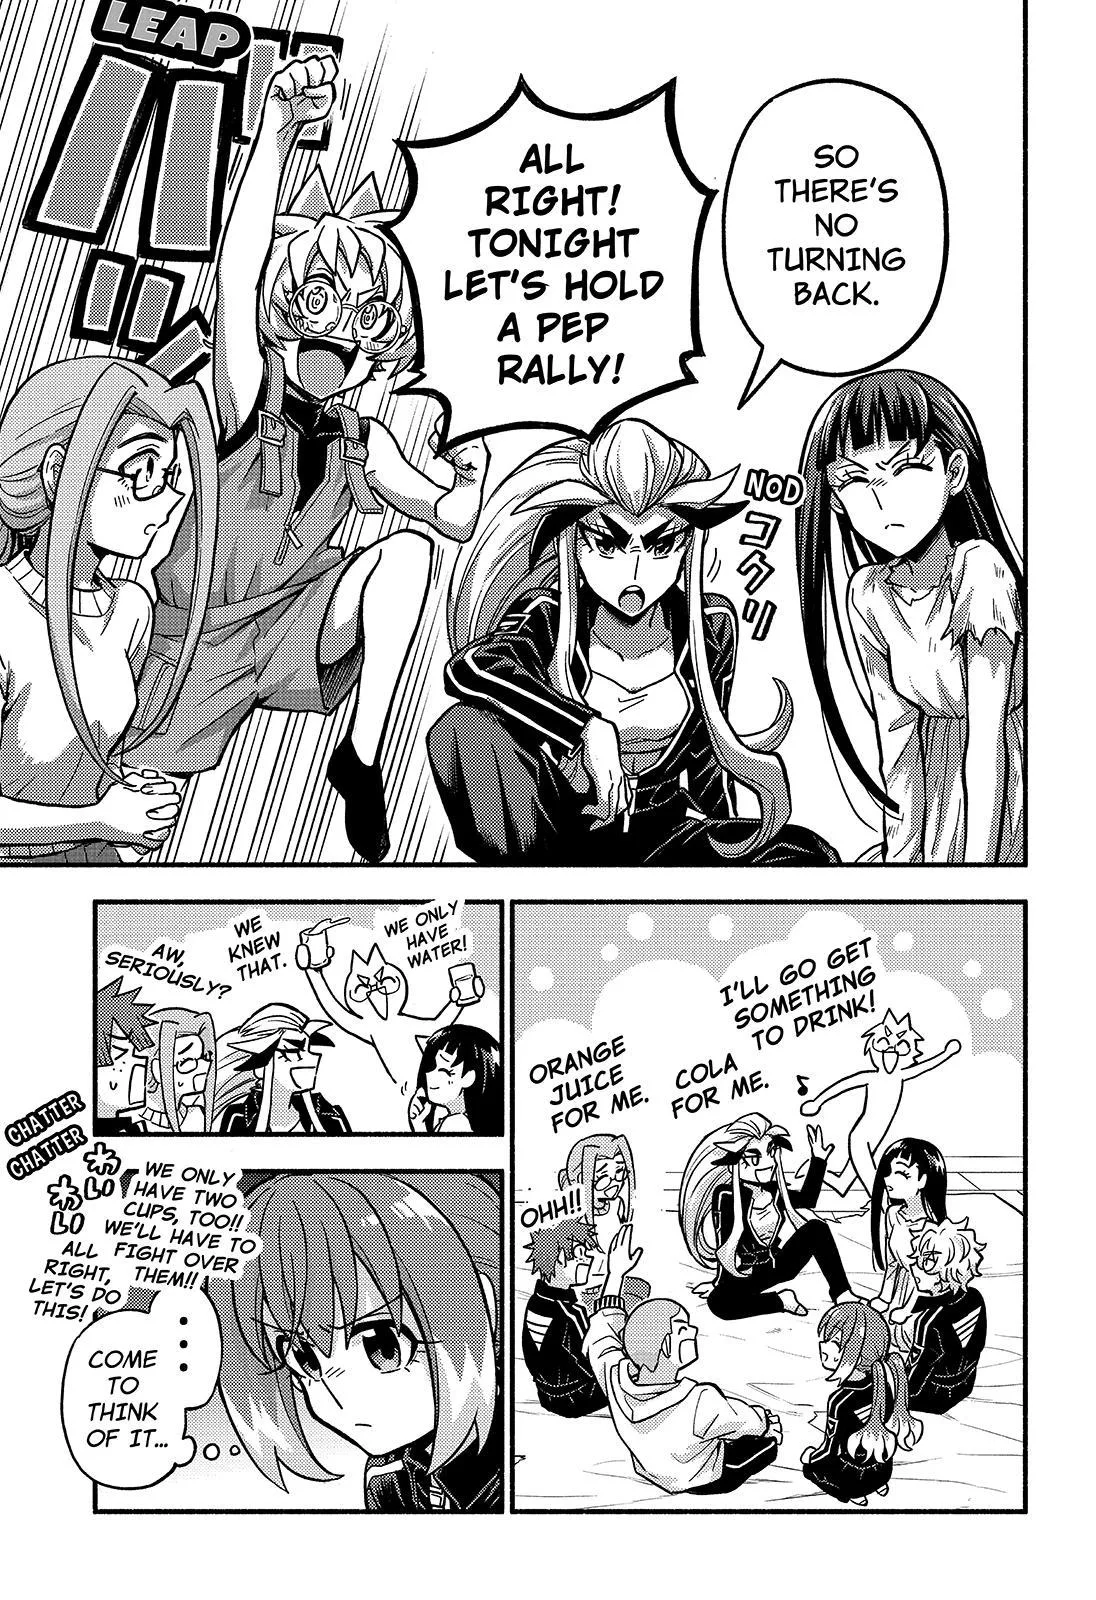 SO
THERE'S
NO
TURNING
BACK.
NOD
コクリ
ALL
RIGHT!
TONIGHT
LET'S HOLD
A PEP
RALLY!
LEAP
I'LL GO GET
SOMETHING
TO DRINK!
COLA
FOR ME.
ORANGE
JUICE
FOR ME.
OHH!!
WE ONLY
HAVE
WATER!
WE
KNEW
THAT.
AW,
SERIOUSLY?
CHATTER
CHATTER
わい
わい
WE ONLY
HAVE TWO
CUPS, TOO!!
WE'LL HAVE TO
FIGHT OVER
THEM!!
ALL
RIGHT,
LET'S DO
THIS!
COME
TO
THINK
OF IT...